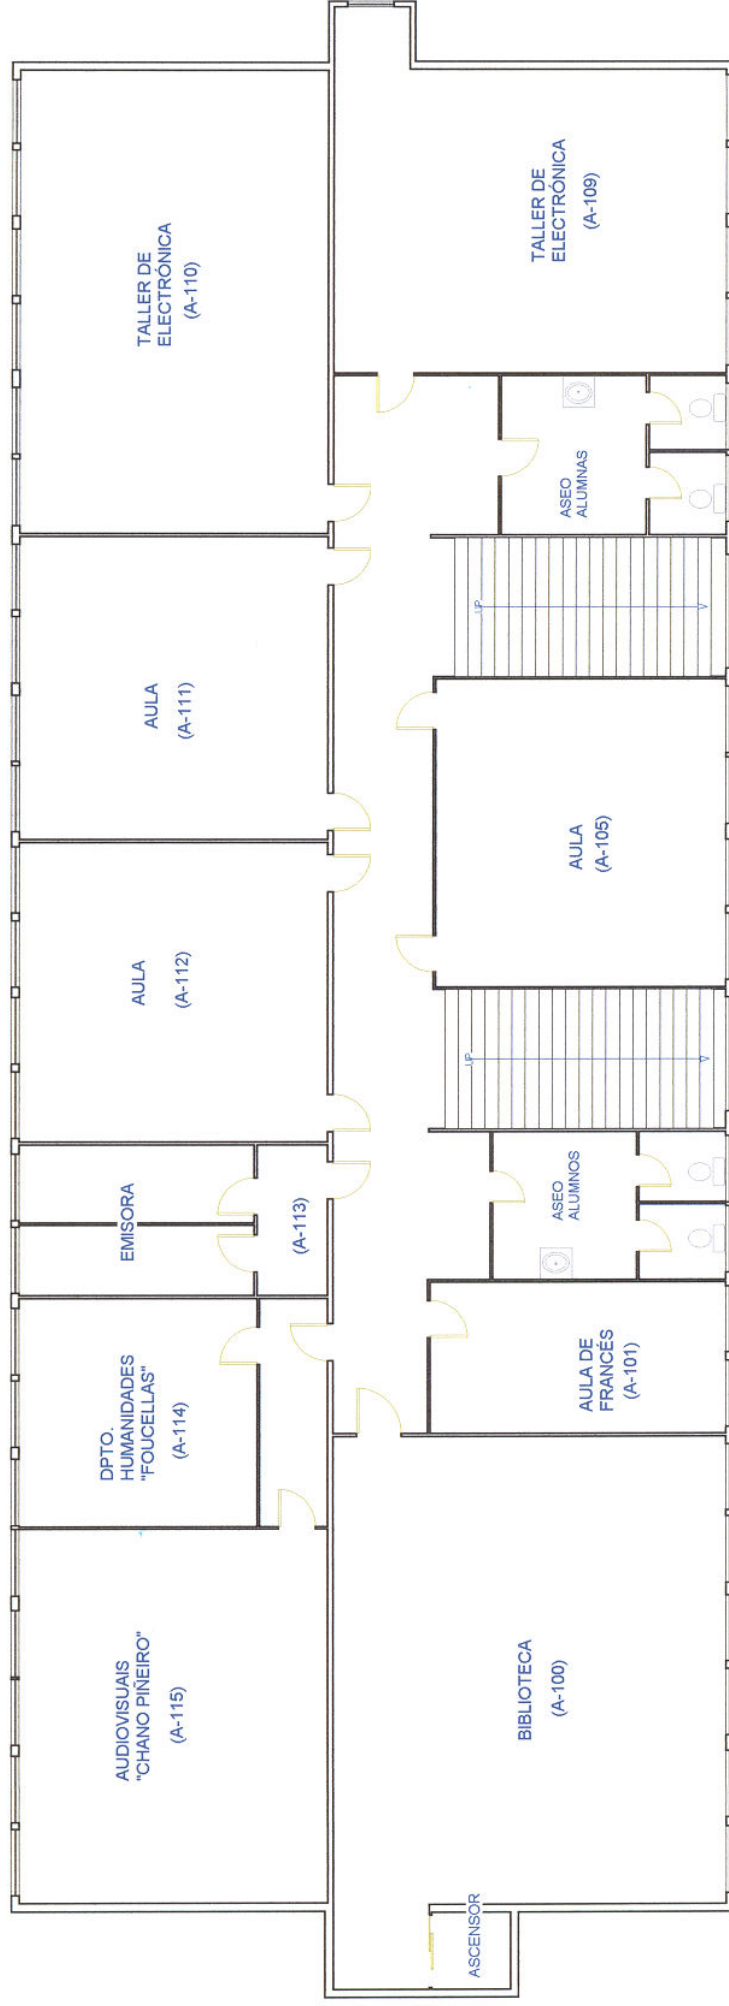 AUDIOVISUAIS
"CHANO PIÑEIRO"
(A-115)
DPTO.
HUMANIDADES
"FOUCELLAS"
(A-114)
EMISORA
(A-113)
AULA
(A-112)
AULA
(A-111)
TALLER DE
ELECTRÓNICA
(A-110)
ASCENSOR
BIBLIOTECA
(A-100)
AULA DE
FRANCÉS
(A-101)
ASEO
ALUMNOS
UP
AULA
(A-105)
UP
ASEO
ALUMNAS
TALLER DE
ELECTRÓNICA
(A-109)